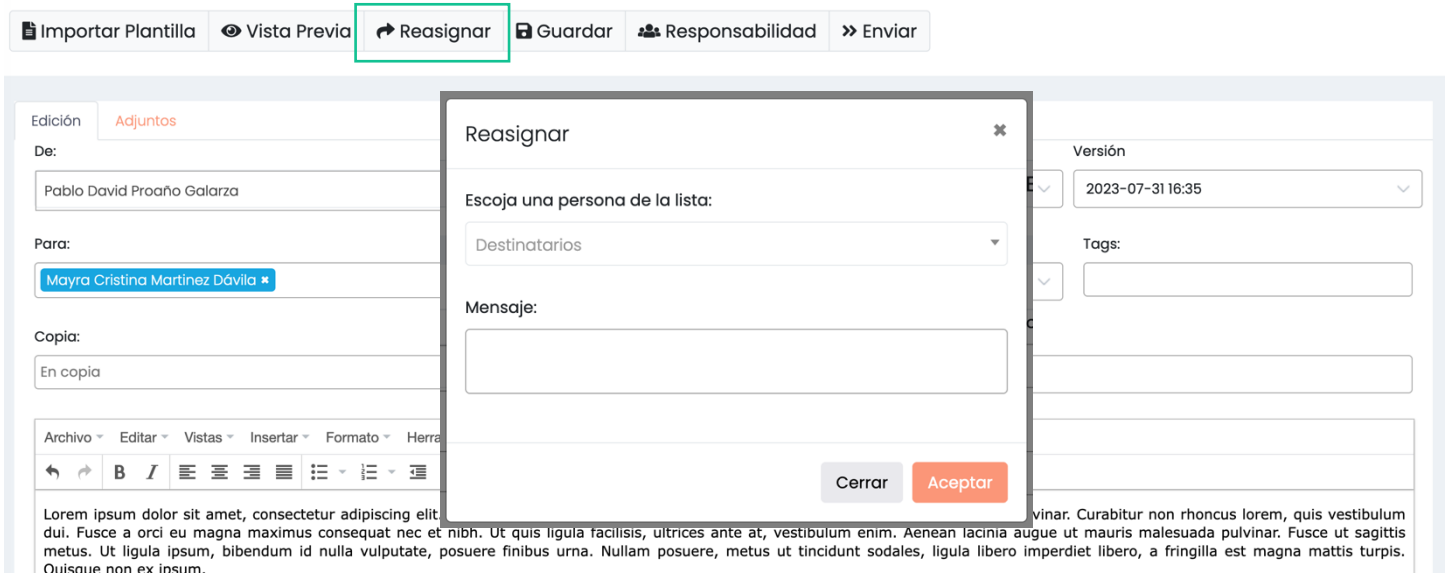 Importar Plantilla Vista Previa Reasignar Guardar Responsabilidad Enviar
Edición Adjuntos
De:
Pablo David Proaño Galarza
Versión
2023-07-31 16:35
Para:
Mayra Cristina Martinez Dávila
Tags:
Copia:
En copia
Reasignar
Escoja una persona de la lista:
Destinatarios
Mensaje:
Cerrar Aceptar
Archivo Editar Vistas Insertar Formato
B I
Lorem ipsum dolor sit amet, consectetur adipiscing elit. Curabitur non rhoncus lorem, quis vestibulum
dui. Fusce a orci eu magna maximus consequat nec et nibh. Ut quis ligula facilisis, ultrices ante at, vestibulum enim. Aenean lacinia augue ut mauris malesuada pulvinar. Fusce ut sagittis
metus. Ut ligula ipsum, bibendum id nulla vulputate, posuere finibus urna. Nullam posuere, metus ut tincidunt sodales, ligula libero imperdiet libero, a fringilla est magna mattis turpis.
Quisque non ex ipsum.